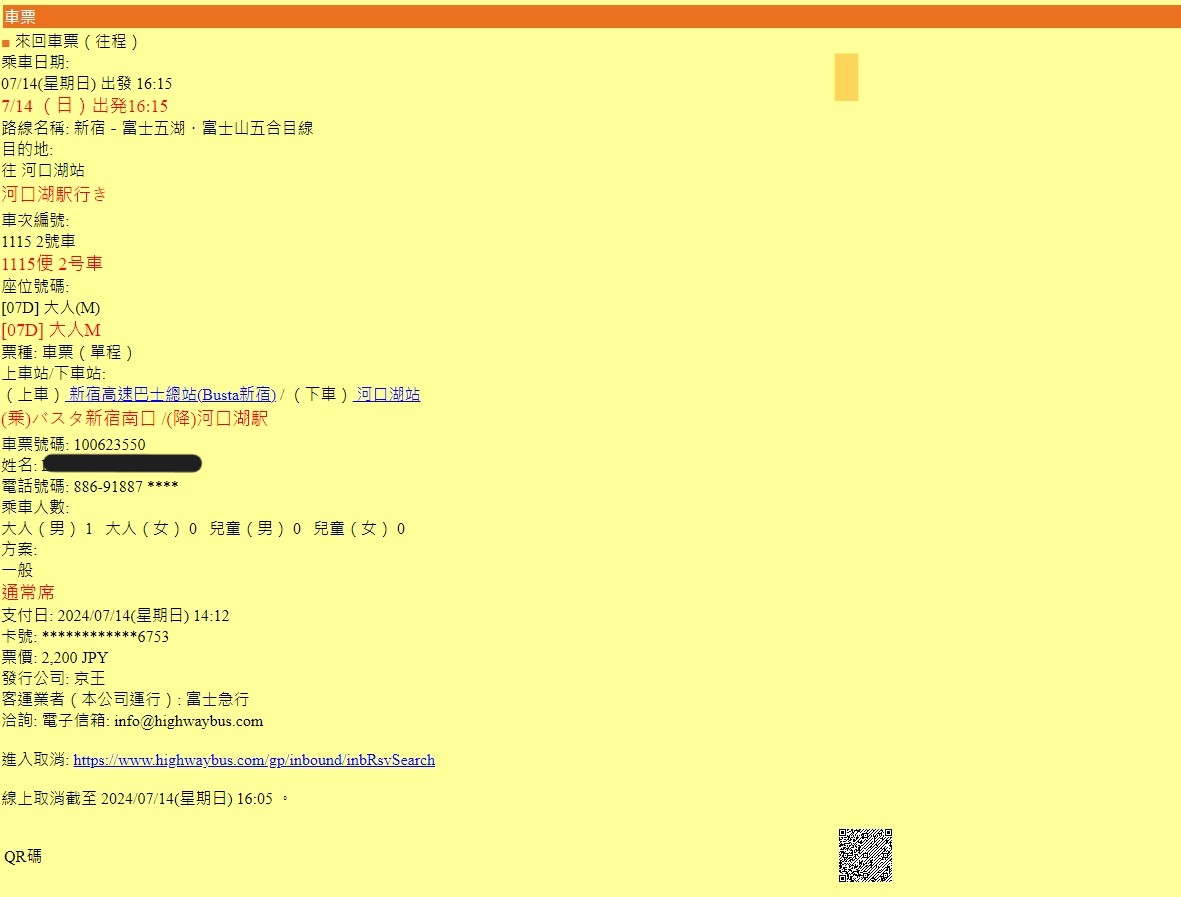 車票
■ 來回車票（往程）
乘車日期:
07/14(星期日) 出發 16:15
7/14 （日）出発16:15
路線名稱: 新宿－富士五湖．富士山五合目線
目的地:
往 河口湖站
河口湖駅行き
車次編號:
1115 2號車
1115便 2号車
座位號碼:
[07D] 大人(M)
[07D] 大人M
票種: 車票（單程）
上車站/下車站:
（上車） 新宿高速巴士總站(Busta新宿) / （下車） 河口湖站
(乗)バスタ新宿南口 /(降)河口湖駅
車票號碼: 100623550
姓名:
電話號碼: 886-91887 ****
乘車人數:
大人（男） 1 大人（女） 0 兒童（男） 0 兒童（女） 0
方案:
一般
通常席
支付日: 2024/07/14(星期日) 14:12
卡號: ************6753
票價: 2,200 JPY
發行公司: 京王
客運業者（本公司運行）: 富士急行
洽詢: 電子信箱: info@highwaybus.com
進入取消: https://www.highwaybus.com/gp/inbound/inbRsvSearch
線上取消截至 2024/07/14(星期日) 16:05 。
QR碼